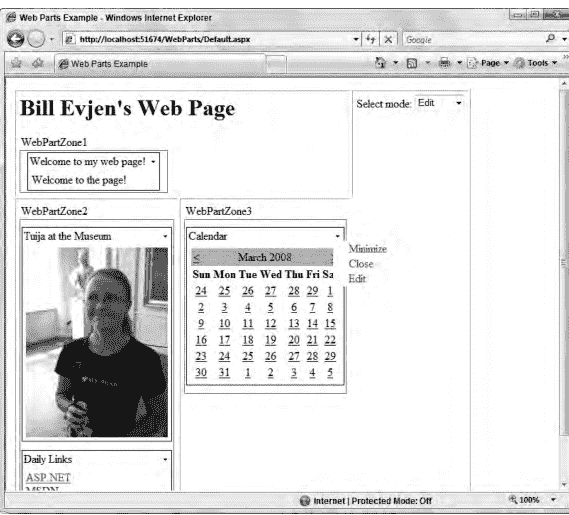 Web Parts Example - Windows Internet Explorer
http://localhost:51674/WebParts/Default.aspx
Google
Web Parts Example
Page
Tools
Bill Evjen's Web Page
Select mode: Edit
WebPartZone1
Welcome to my web page!
Welcome to the page!
WebPartZone2
WebPartZone3
Tuija at the Museum
Calendar
Minimize
Close
Edit
< March 2008
Sun Mon Tue Wed Thu Fri Sa
24 25 26 27 28 29 1
2 3 4 5 6 7 8
9 10 11 12 13 14 15
16 17 18 19 20 21 22
23 24 25 26 27 28 29
30 31 1 2 3 4 5
Daily Links
ASP.NET
MSDN
Internet | Protected Mode: Off
100%